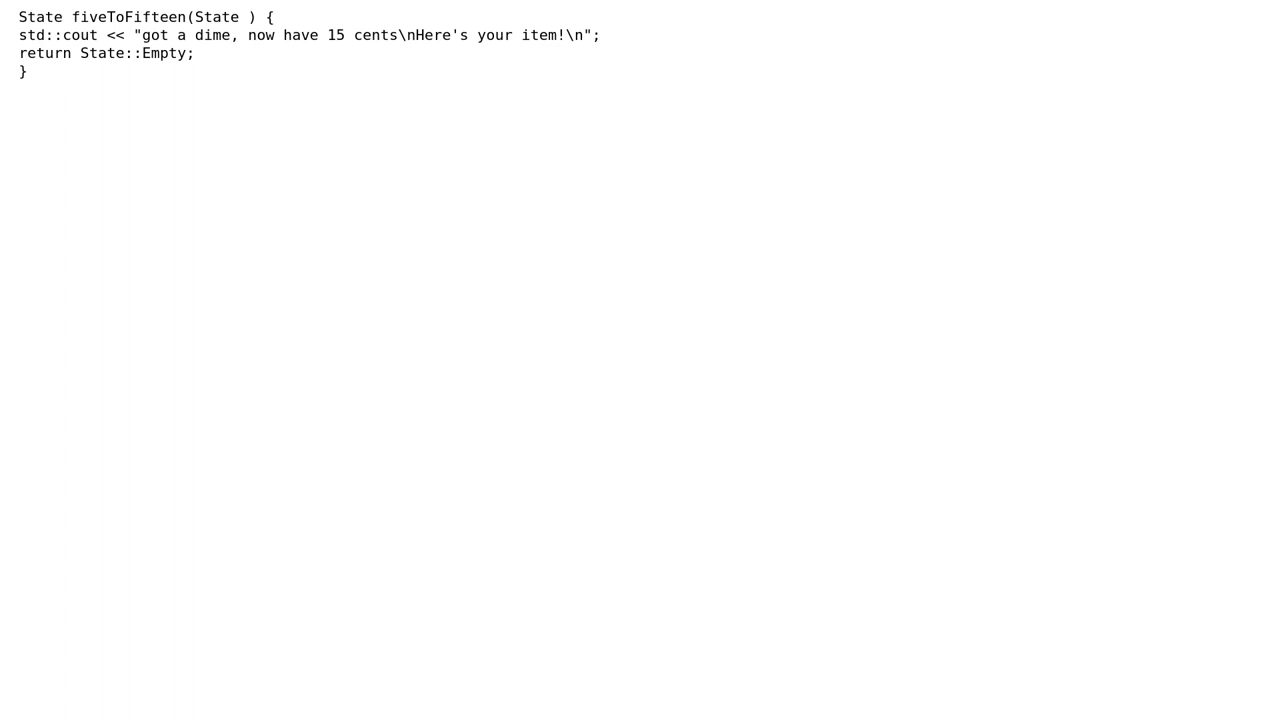 State fiveToFifteen(State ) {
std::cout << "got a dime, now have 15 cents\nHere's your item!\n";
return State::Empty;
}